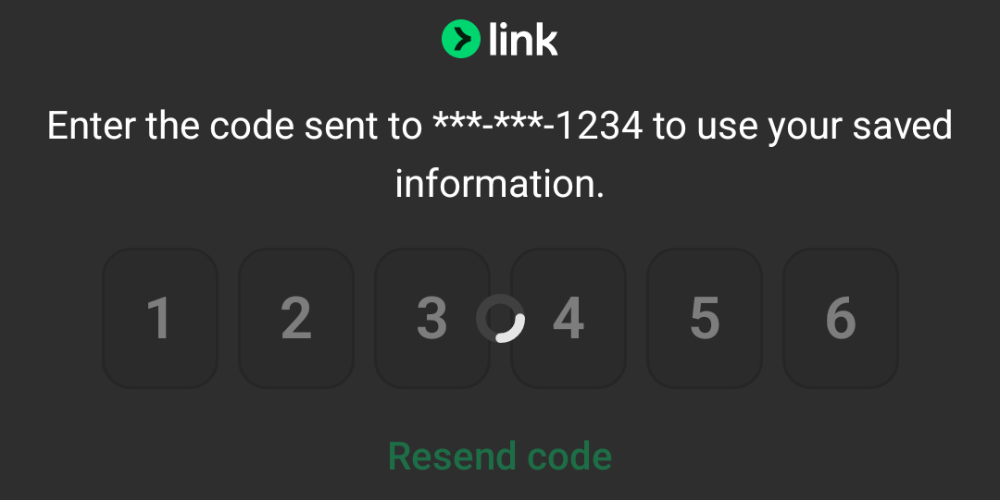 link
Enter the code sent to ***-***-1234 to use your saved
information.
1 2 3 4 5 6
Resend code